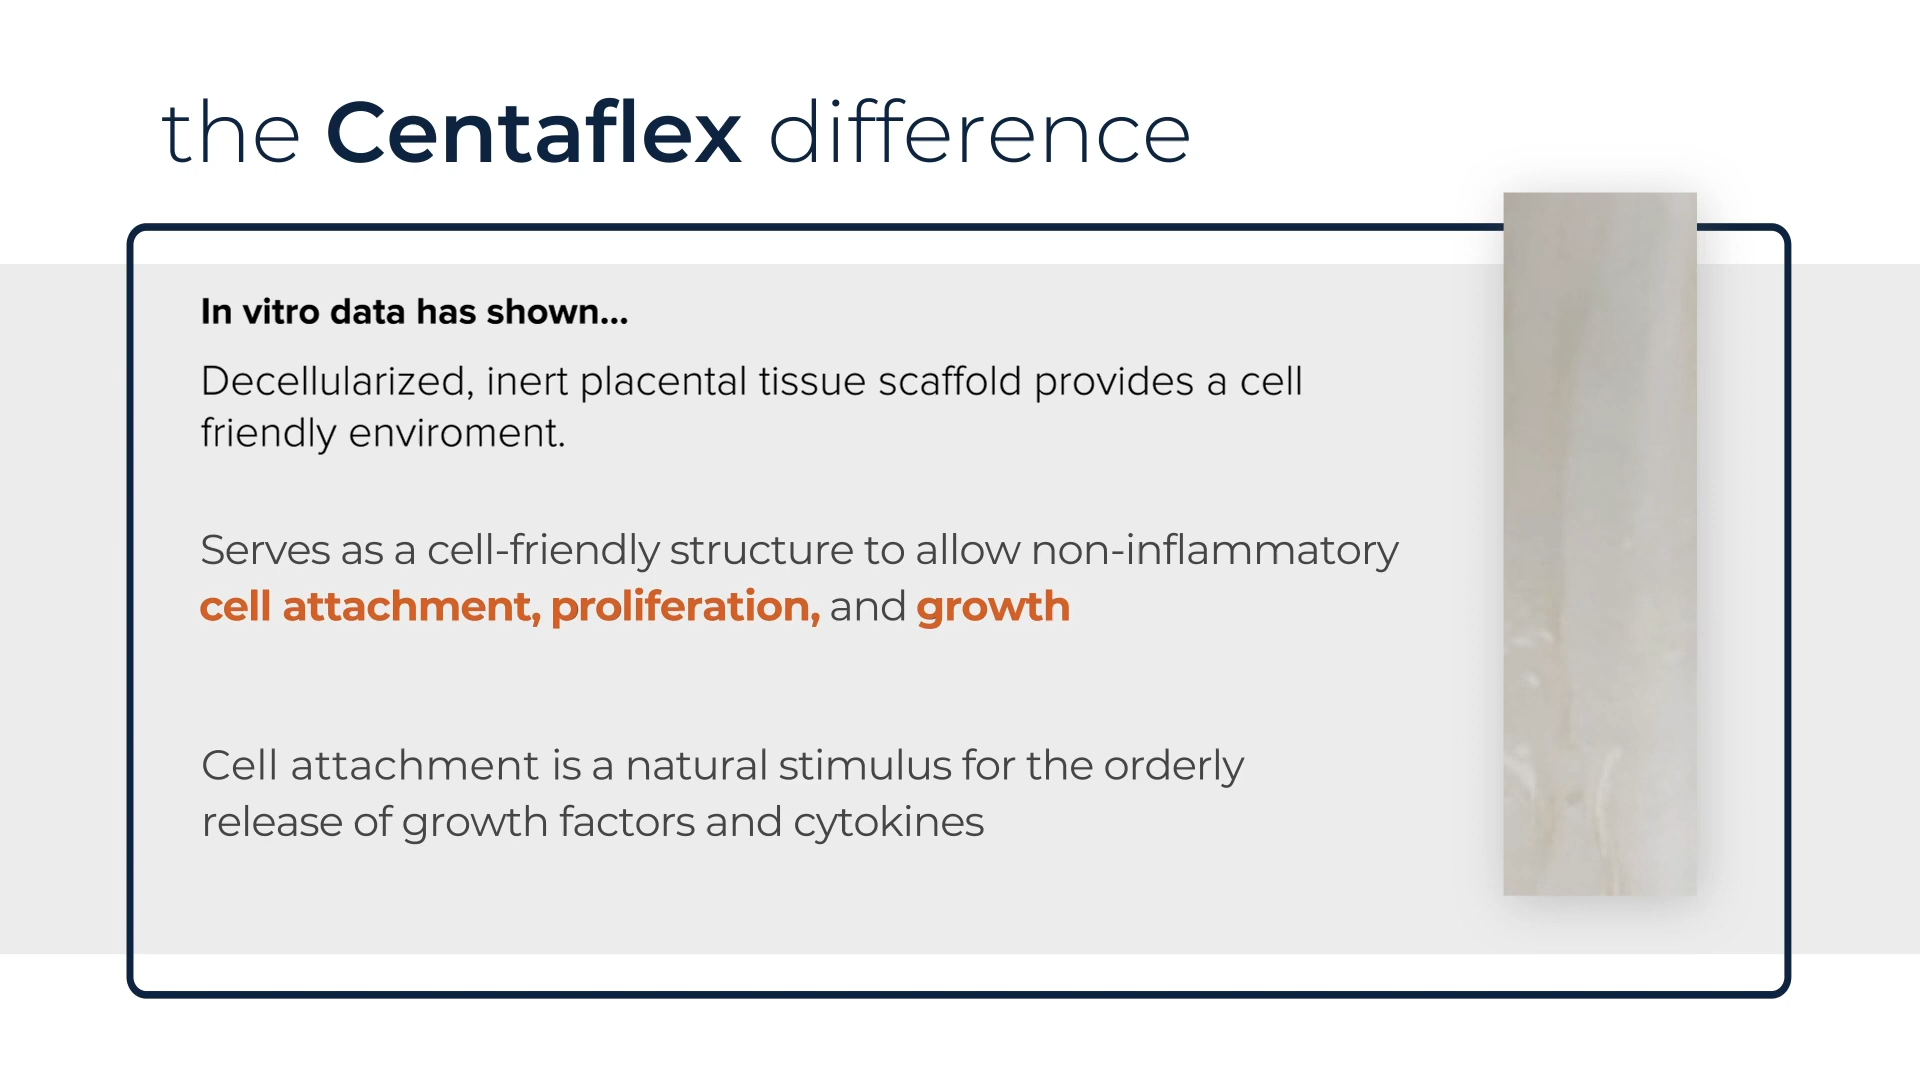 the Centaflex difference
In vitro data has shown...
Decellularized, inert placental tissue scaffold provides a cell
friendly enviroment.
Serves as a cell-friendly structure to allow non-inflammatory
cell attachment, proliferation, and growth
Cell attachment is a natural stimulus for the orderly
release of growth factors and cytokines